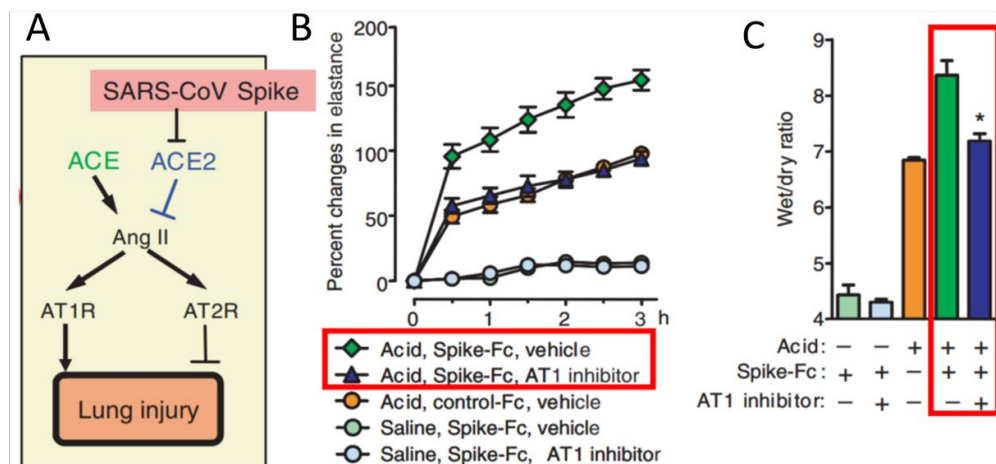 A
SARS-CoV Spike
ACE ACE2
Ang II
AT1R AT2R
Lung injury
B
Percent changes in elastance
200
150
100
50
0
0 1 2 3 h
Acid, Spike-Fc, vehicle
Acid, Spike-Fc, AT1 inhibitor
Acid, control-Fc, vehicle
Saline, Spike-Fc, vehicle
Saline, Spike-Fc, AT1 inhibitor
C
Wet/dry ratio
9
8
7
6
5
4
*
Acid: – – + + +
Spike-Fc: + + – + +
AT1 inhibitor: – + – – +